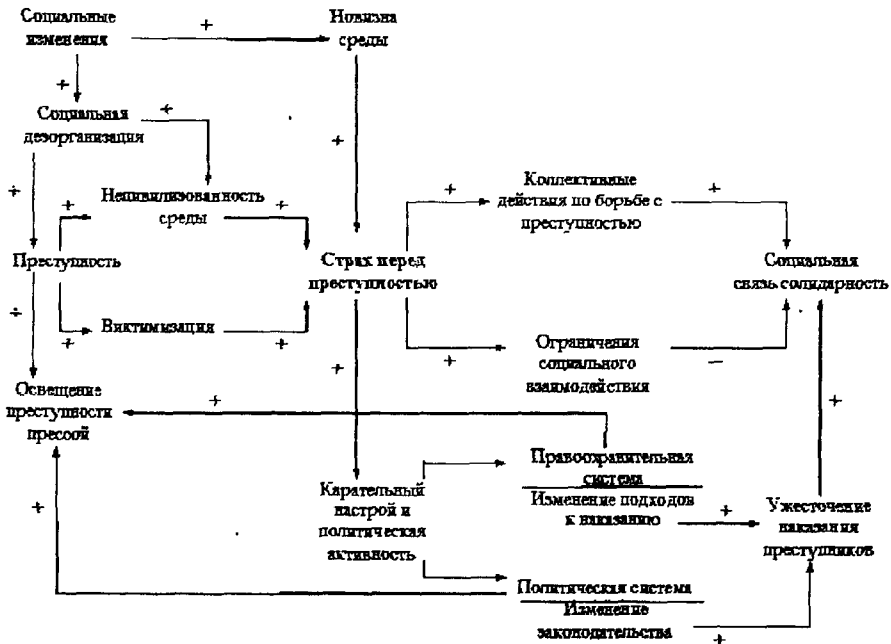 Социальные
изменения
+
Новизна
среды
+
+
Социальная
дезорганизация
+
+
+
Нецивилизованность
среды
+
Преступность
+
Виктимизация
+
+
Страх перед
преступностью
+
Коллективные
действия по борьбе с
преступностью
+
Социальная
связь солидарность
+
Ограничения
социального
взаимодействия
−
+
Освещение
преступности
прессой
+
+
+
Карательный
настрой и
политическая
активность
Правоохранительная
система
Изменение подходов
к наказанию
+
Ужесточение
наказания
преступников
+
Политическая система
Изменение
законодательства
+